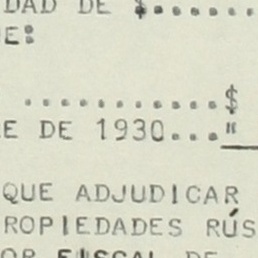 DAD DE $........
E:
...........$
E DE 1930..."
QUE ADJUDICAR
ROPIEDADES RÚS
OR FISCAL DE